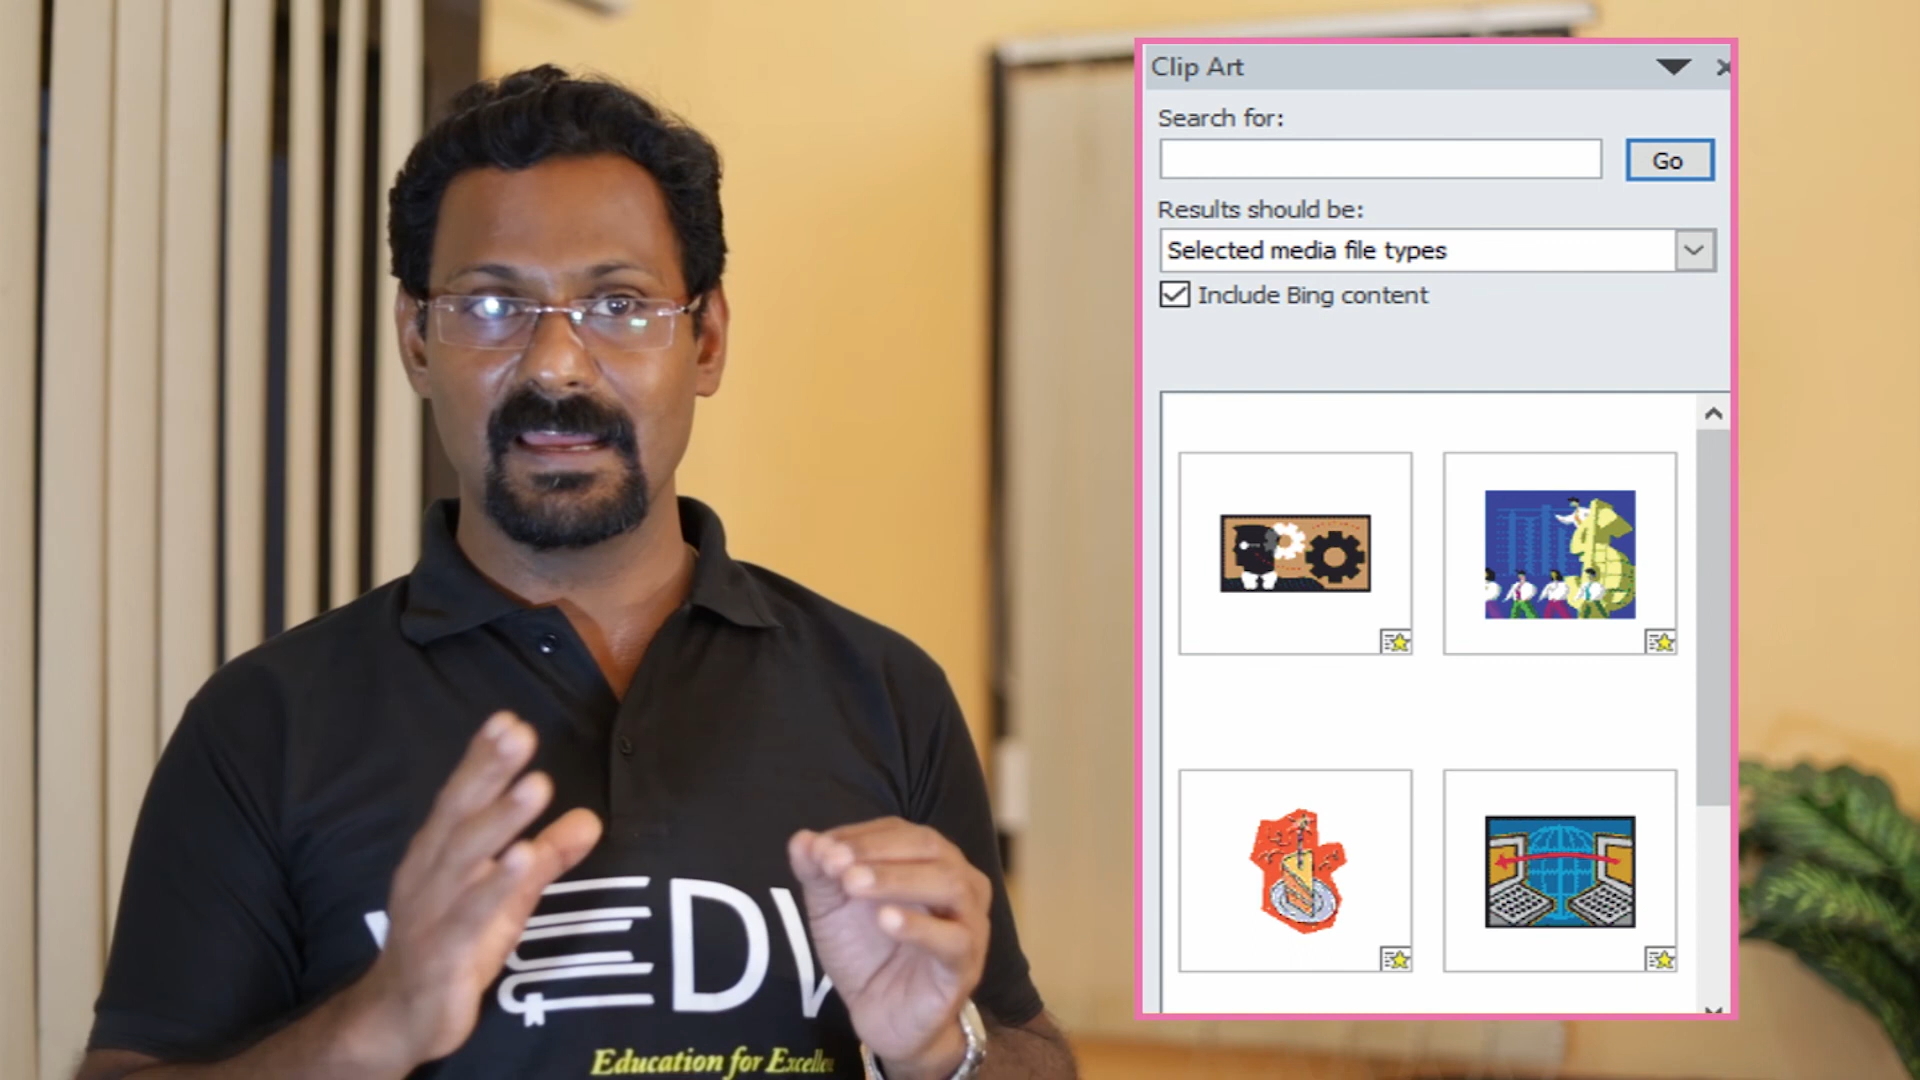 Clip Art
Search for:
Go
Results should be:
Selected media file types
Include Bing content
Education for